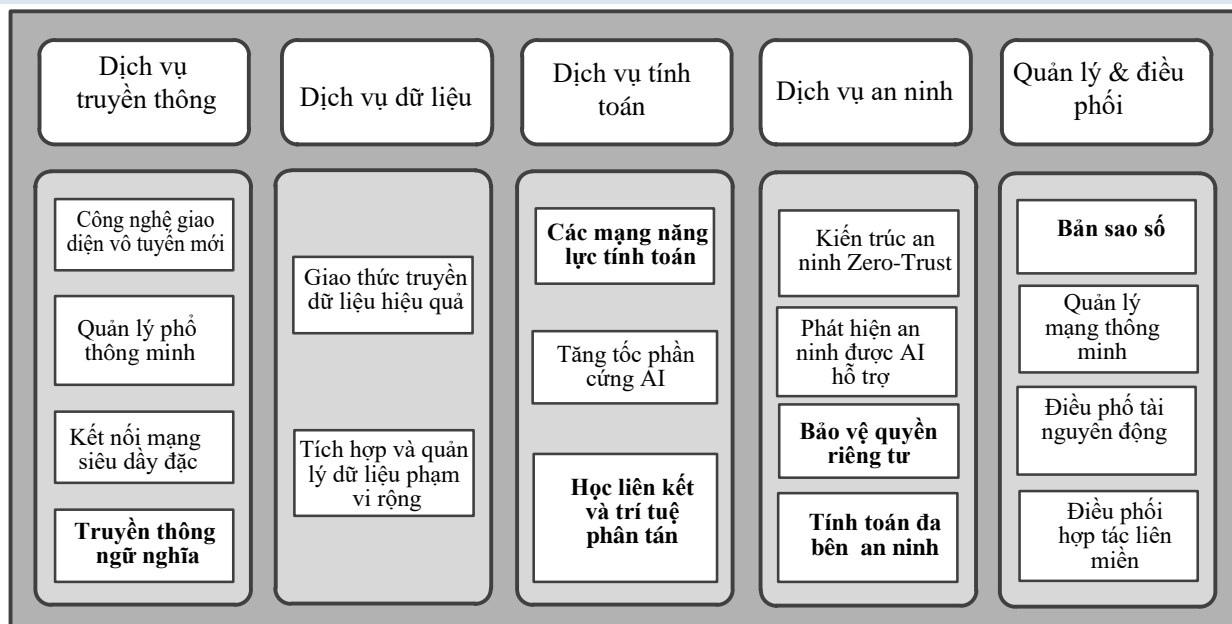 Dịch vụ
truyền thông
Dịch vụ dữ liệu
Dịch vụ tính
toán
Dịch vụ an ninh
Quản lý & điều
phối
Công nghệ giao
diện vô tuyến mới
Quản lý phổ
thông minh
Kết nối mạng
siêu dầy đặc
Truyền thông
ngữ nghĩa
Giao thức truyền
dữ liệu hiệu quả
Tích hợp và quản
lý dữ liệu phạm
vi rộng
Các mạng năng
lực tính toán
Tăng tốc phần
cứng AI
Học liên kết
và trí tuệ
phân tán
Kiến trúc an
ninh Zero-Trust
Phát hiện an
ninh được AI
hỗ trợ
Bảo vệ quyền
riêng tư
Tính toán đa
bên an ninh
Bản sao số
Quản lý
mạng thông
minh
Điều phố tài
nguyên động
Điều phối
hợp tác liên
miền